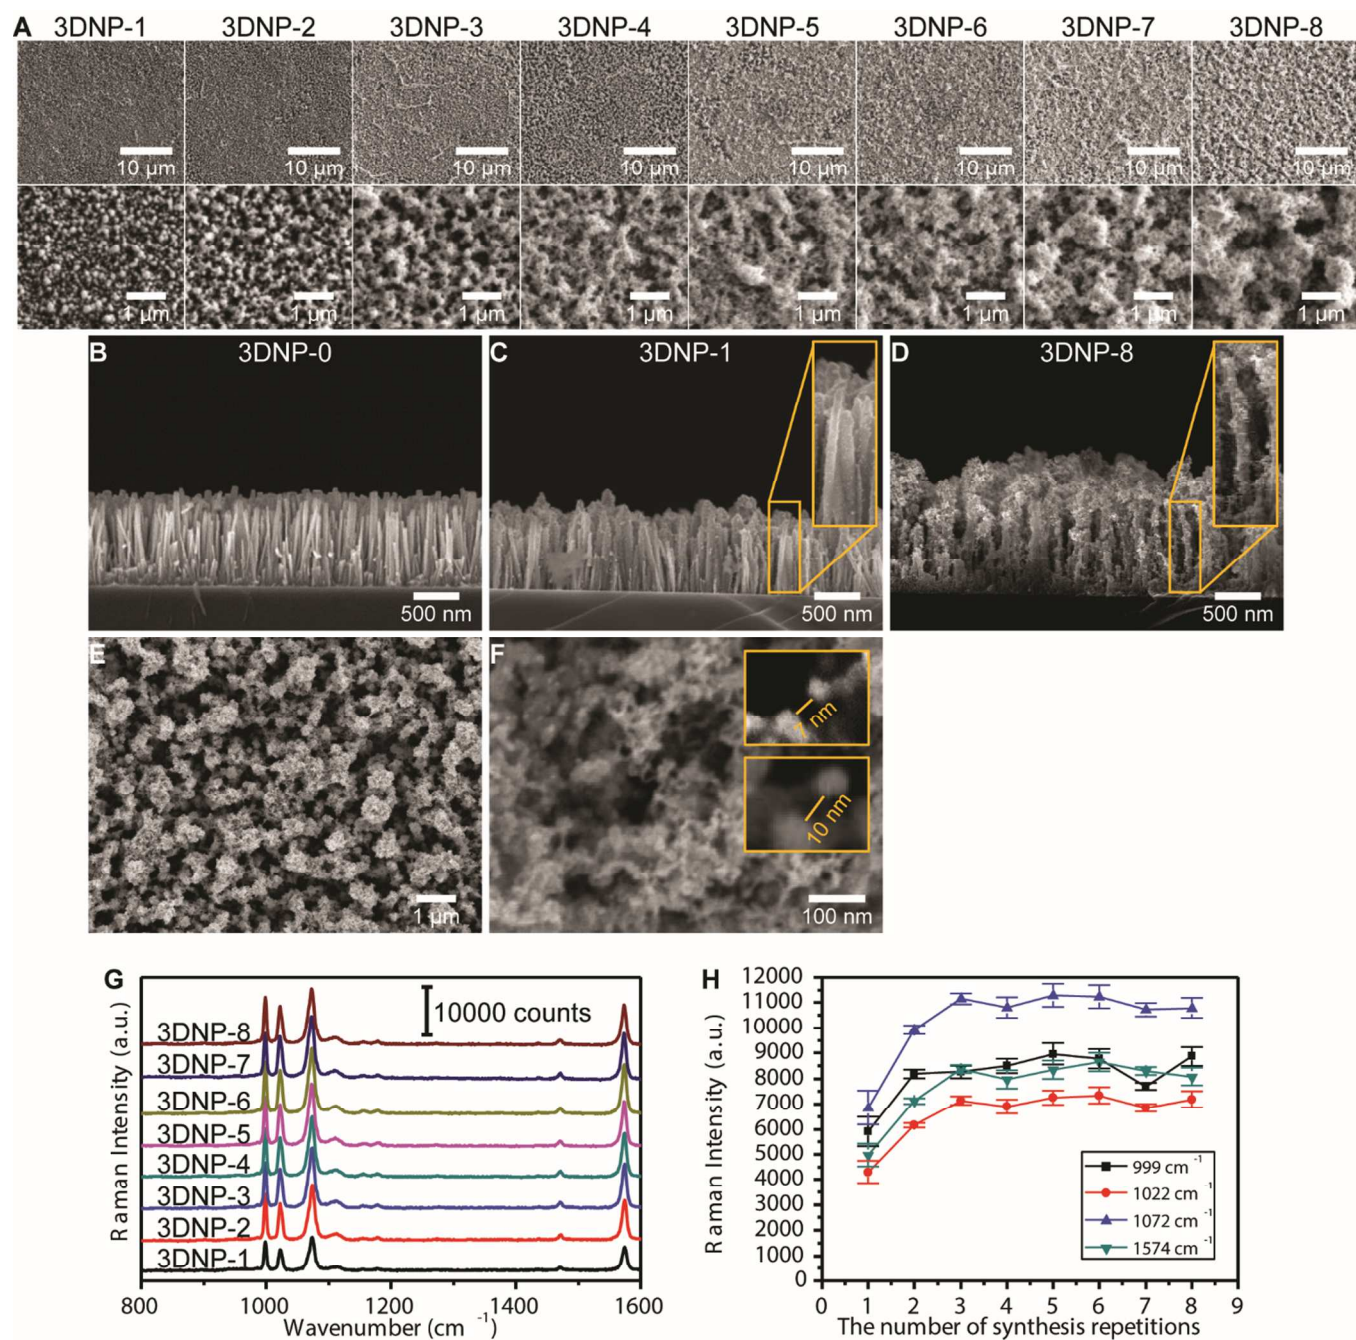 A 3DNP-1 3DNP-2 3DNP-3 3DNP-4 3DNP-5 3DNP-6 3DNP-7 3DNP-8
10 µm 10 µm 10 µm 10 µm 10 µm 10 µm 10 µm 10 µm
1 µm 1 µm 1 µm 1 µm 1 µm 1 µm 1 µm 1 µm
B 3DNP-0
500 nm
C 3DNP-1
500 nm
D 3DNP-8
500 nm
E
1 µm
F
7 nm
10 nm
100 nm
G
10000 counts
Raman Intensity (a.u.)
3DNP-8
3DNP-7
3DNP-6
3DNP-5
3DNP-4
3DNP-3
3DNP-2
3DNP-1
800 1000 1200 1400 1600
Wavenumber (cm⁻¹)
H
Raman Intensity (a.u.)
12000
11000
10000
9000
8000
7000
6000
5000
4000
3000
2000
1000
0
999 cm⁻¹
1022 cm⁻¹
1072 cm⁻¹
1574 cm⁻¹
0 1 2 3 4 5 6 7 8 9
The number of synthesis repetitions